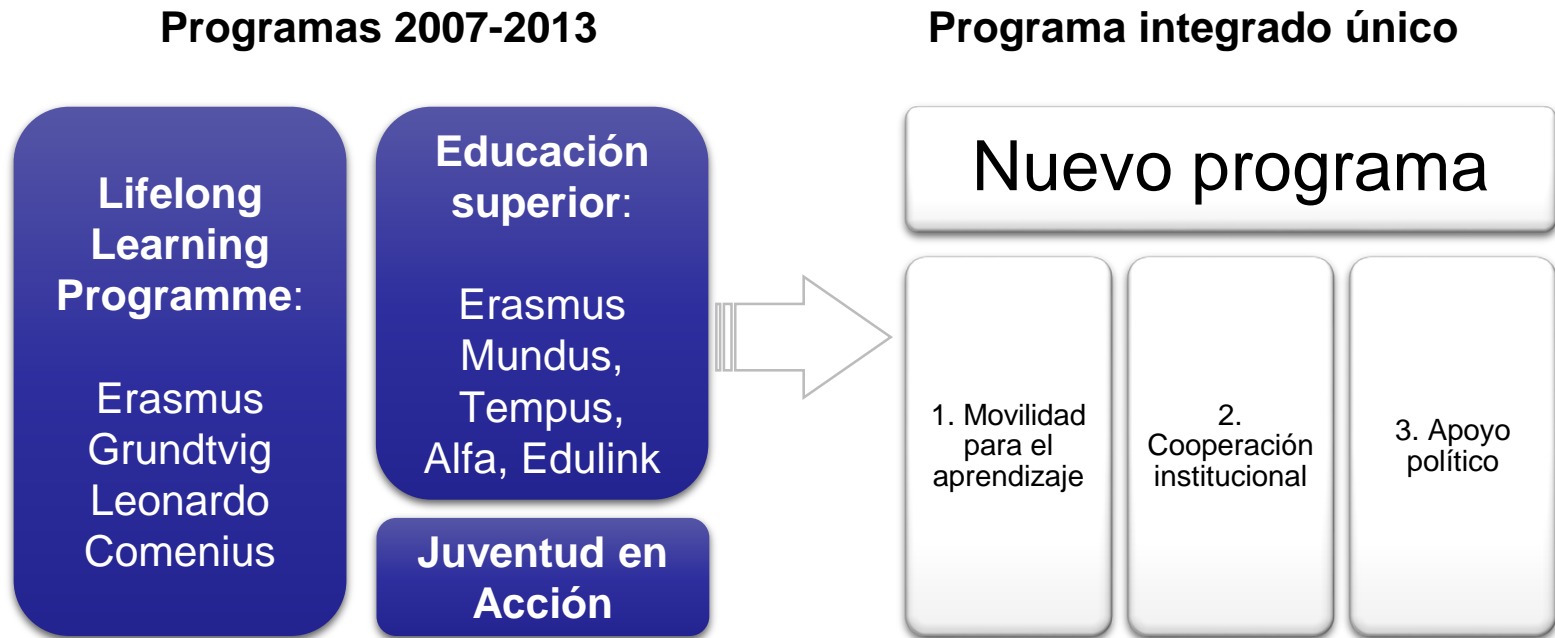 Programas 2007-2013
Lifelong
Learning
Programme:
Erasmus
Grundtvig
Leonardo
Comenius
Educación
superior:
Erasmus
Mundus,
Tempus,
Alfa, Edulink
Juventud en
Acción
Programa integrado único
Nuevo programa
1. Movilidad
para el
aprendizaje
2.
Cooperación
institucional
3. Apoyo
político